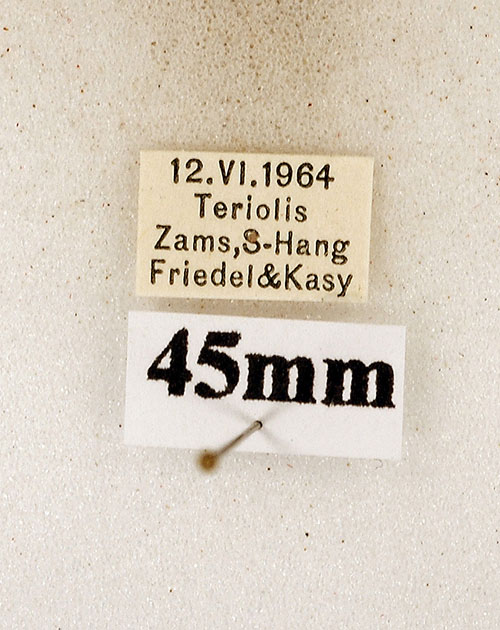 12.VI.1964
Teriolis
Zams,S-Hang
Friedel&Kasy
45mm